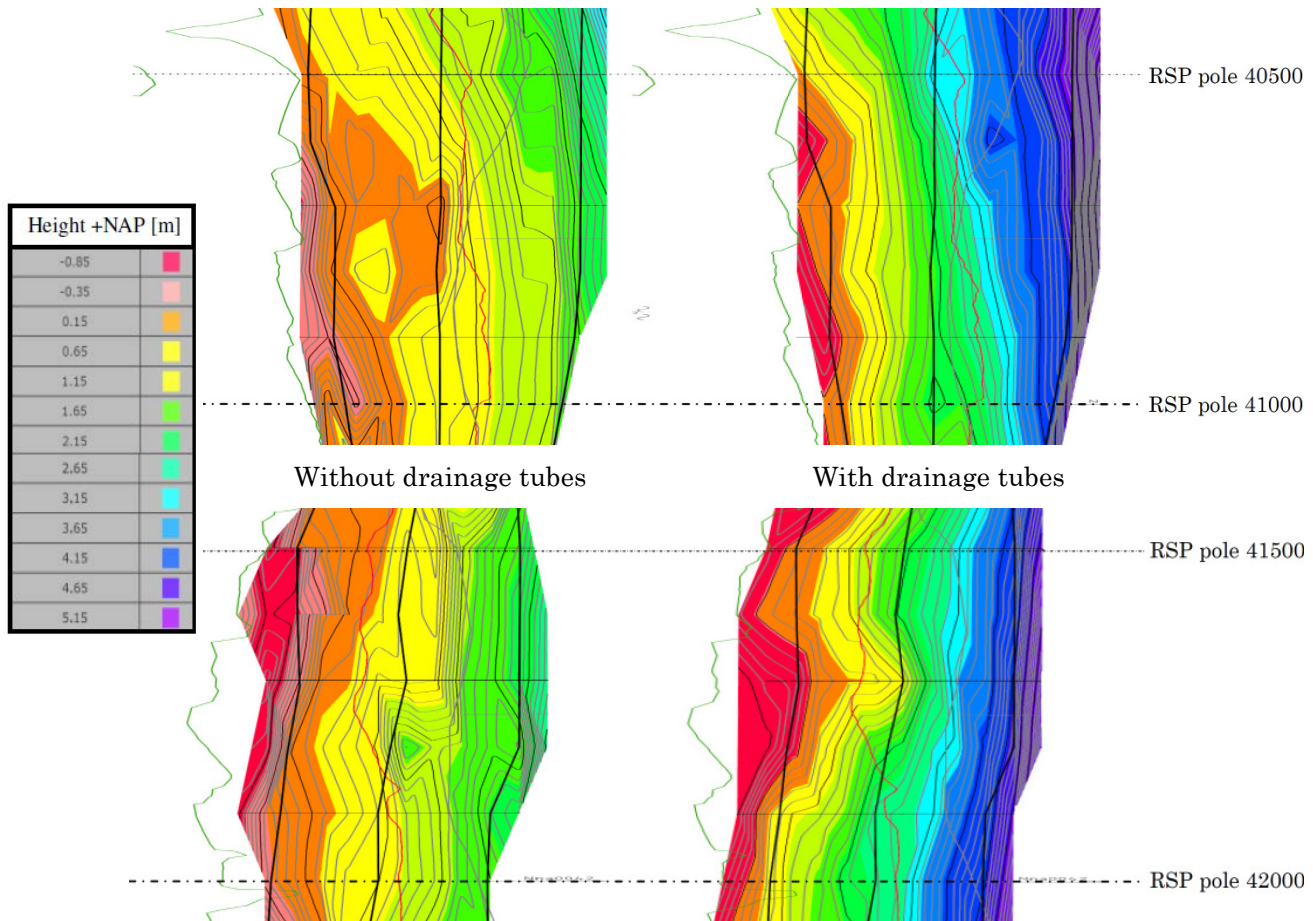 RSP pole 40500
Height +NAP [m]
-0.85
-0.35
0.15
0.65
1.15
1.65
2.15
2.65
3.15
3.65
4.15
4.65
5.15
RSP pole 41000
Without drainage tubes
With drainage tubes
RSP pole 41500
RSP pole 42000